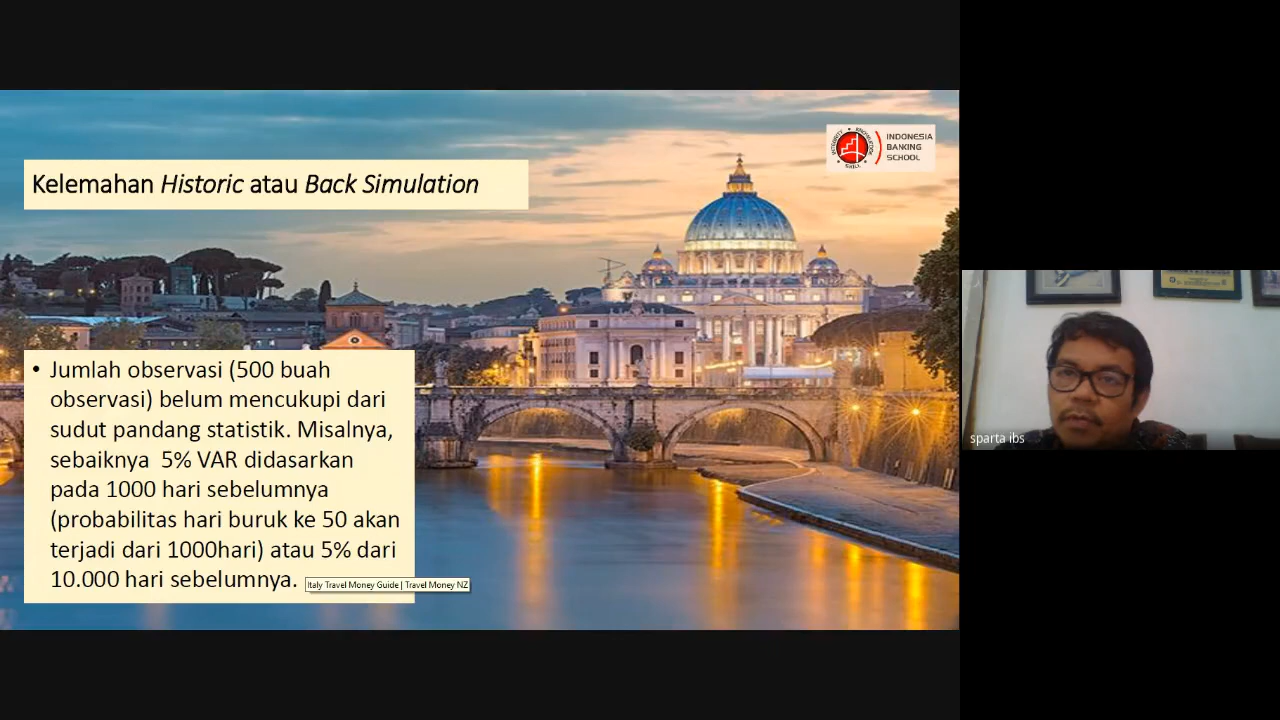 INDONESIA
BANKING
SCHOOL
Kelemahan Historic atau Back Simulation
• Jumlah observasi (500 buah
observasi) belum mencukupi dari
sudut pandang statistik. Misalnya,
sebaiknya 5% VAR didasarkan
pada 1000 hari sebelumnya
(probabilitas hari buruk ke 50 akan
terjadi dari 1000hari) atau 5% dari
10.000 hari sebelumnya.
Italy Travel Money Guide | Travel Money NZ
sparta ibs